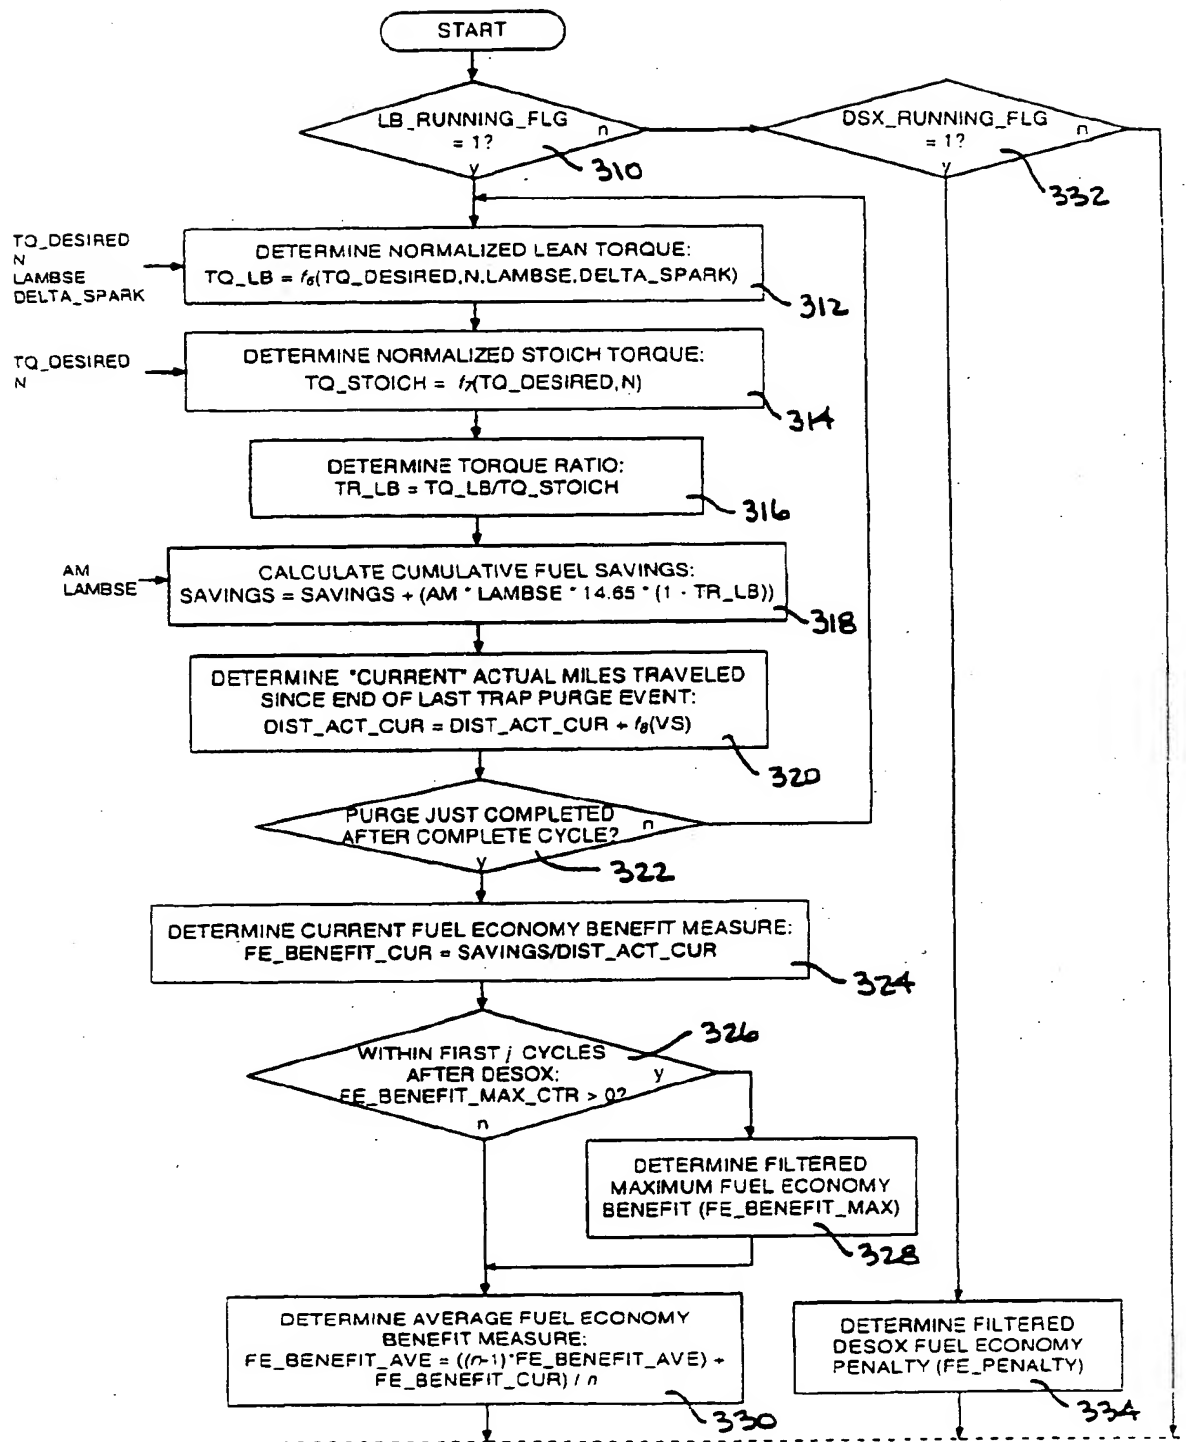 START
LB_RUNNING_FLG
= 1?
n
y
310
DSX_RUNNING_FLG
= 1?
n
y
332
TQ_DESIRED
N
LAMBSE
DELTA_SPARK
DETERMINE NORMALIZED LEAN TORQUE:
TQ_LB = f6(TQ_DESIRED,N,LAMBSE,DELTA_SPARK)
312
TQ_DESIRED
N
DETERMINE NORMALIZED STOICH TORQUE:
TQ_STOICH = f7(TQ_DESIRED,N)
314
DETERMINE TORQUE RATIO:
TR_LB = TQ_LB/TQ_STOICH
316
AM
LAMBSE
CALCULATE CUMULATIVE FUEL SAVINGS:
SAVINGS = SAVINGS + (AM * LAMBSE * 14.65 * (1 - TR_LB))
318
DETERMINE "CURRENT" ACTUAL MILES TRAVELED
SINCE END OF LAST TRAP PURGE EVENT:
DIST_ACT_CUR = DIST_ACT_CUR + f8(VS)
320
PURGE JUST COMPLETED
AFTER COMPLETE CYCLE?
n
y
322
DETERMINE CURRENT FUEL ECONOMY BENEFIT MEASURE:
FE_BENEFIT_CUR = SAVINGS/DIST_ACT_CUR
324
326
WITHIN FIRST j CYCLES
AFTER DESOX:
FE_BENEFIT_MAX_CTR > 0?
y
n
DETERMINE FILTERED
MAXIMUM FUEL ECONOMY
BENEFIT (FE_BENEFIT_MAX)
328
DETERMINE AVERAGE FUEL ECONOMY
BENEFIT MEASURE:
FE_BENEFIT_AVE = ((n-1)*FE_BENEFIT_AVE) +
FE_BENEFIT_CUR) / n
330
DETERMINE FILTERED
DESOX FUEL ECONOMY
PENALTY (FE_PENALTY)
334